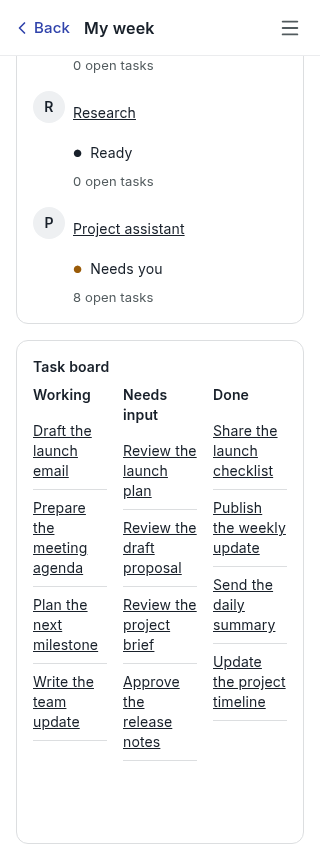 Back My week
0 open tasks
R
Research
Ready
0 open tasks
P
Project assistant
Needs you
8 open tasks
Task board
Working
Draft the
launch
email
Prepare
the
meeting
agenda
Plan the
next
milestone
Write the
team
update
Needs
input
Review the
launch
plan
Review the
draft
proposal
Review the
project
brief
Approve
the
release
notes
Done
Share the
launch
checklist
Publish
the weekly
update
Send the
daily
summary
Update
the project
timeline